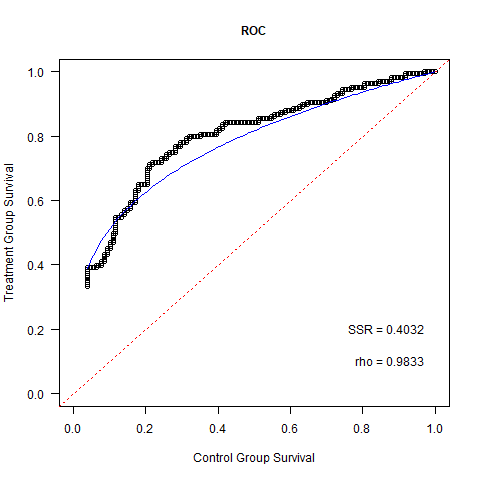 ROC
Treatment Group Survival
1.0
0.8
0.6
0.4
0.2
0.0
SSR = 0.4032
rho = 0.9833
0.0 0.2 0.4 0.6 0.8 1.0
Control Group Survival